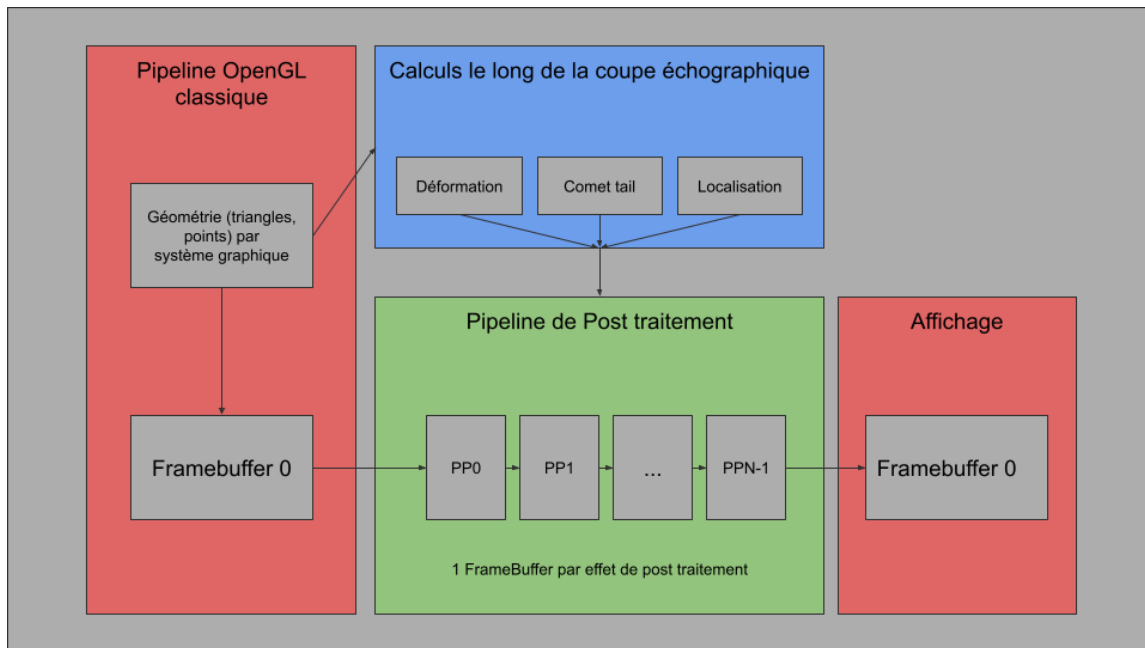 Pipeline OpenGL
classique
Géométrie (triangles,
points) par
système graphique
Framebuffer 0
Calculs le long de la coupe échographique
Déformation
Comet tail
Localisation
Pipeline de Post traitement
PP0
PP1
...
PPN-1
1 FrameBuffer par effet de post traitement
Affichage
Framebuffer 0